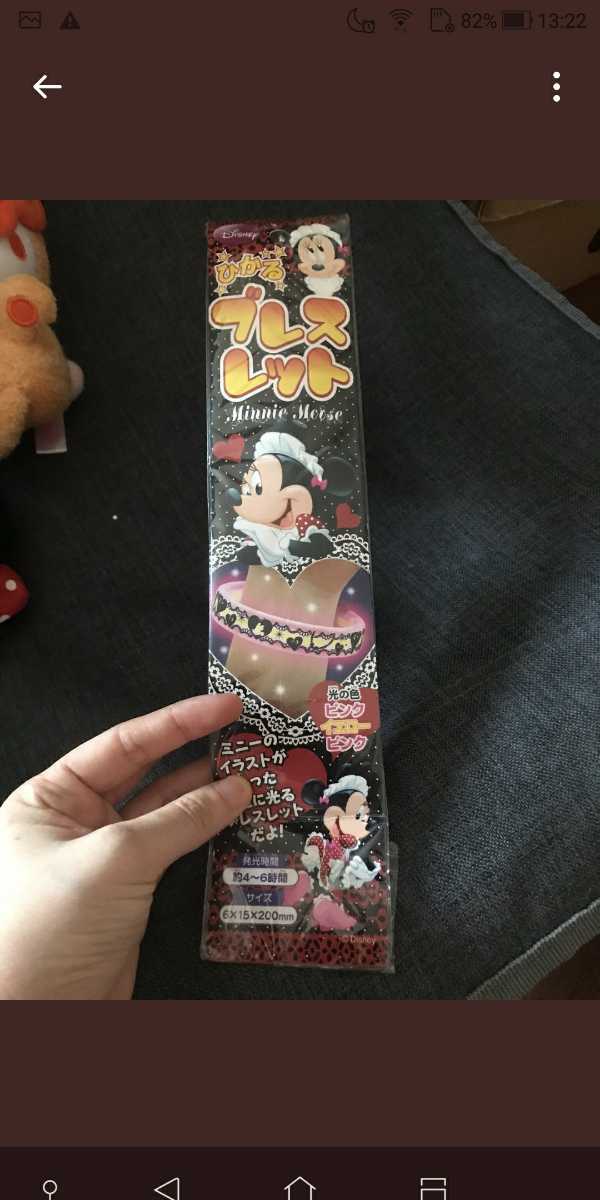 82% 13:22
Disney
ひかる
ブレス
レット
Minnie Mouse
光の色
ピンク
イエロー
ピンク
ミニーの
イラストが
った
に光る
レスレット
だよ!
発光時間
約4~6時間
サイズ
6×15×200mm
©Disney